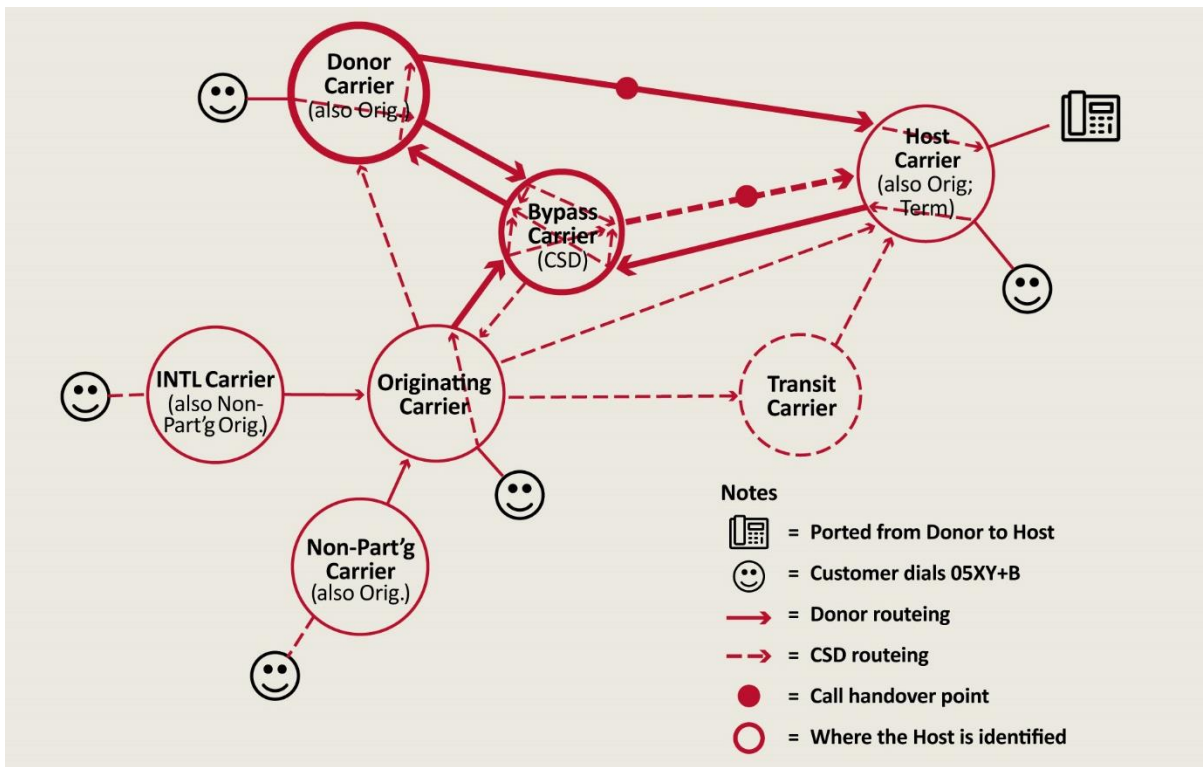 Donor
Carrier
(also Orig.)
Host
Carrier
(also Orig;
Term)
Bypass
Carrier
(CSD)
INTL Carrier
(also Non-
Part'g Orig.)
Originating
Carrier
Transit
Carrier
Non-Part'g
Carrier
(also Orig.)
Notes
= Ported from Donor to Host
= Customer dials 05XY+B
= Donor routeing
= CSD routeing
= Call handover point
= Where the Host is identified